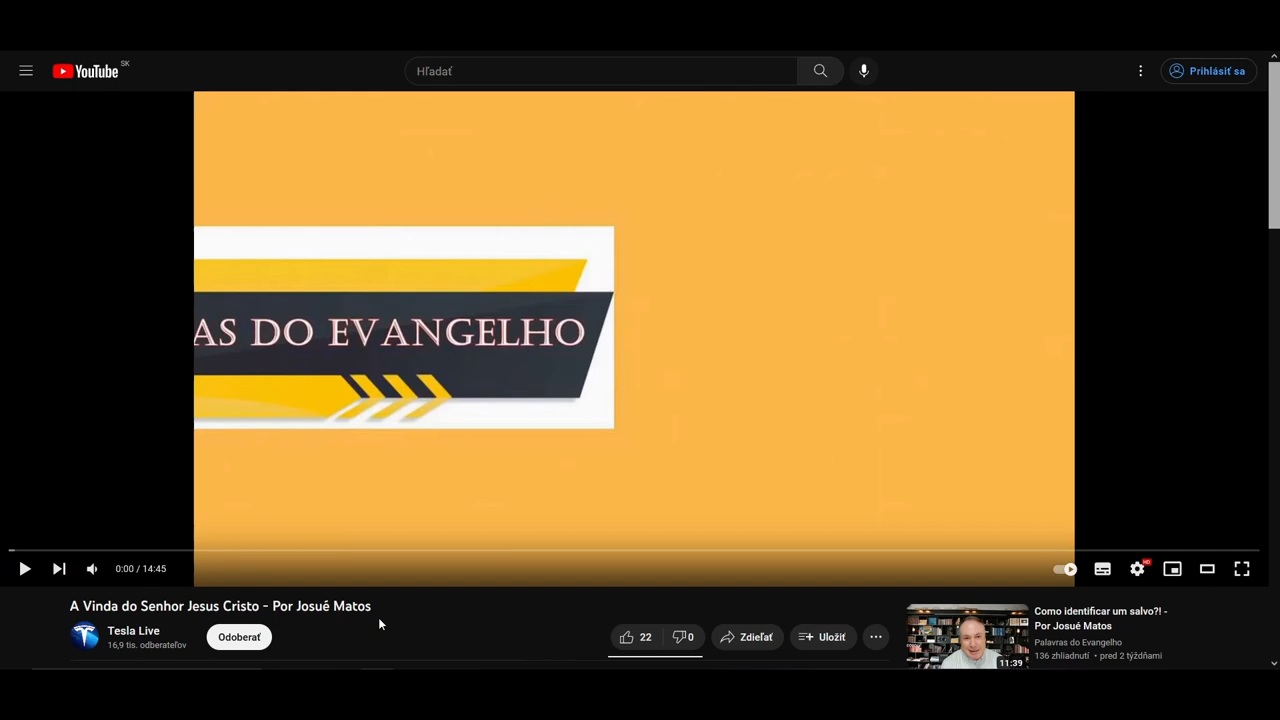 YouTube SK
Hľadať
Prihlásiť sa
AS DO EVANGELHO
0:00 / 14:45
HD
A Vinda do Senhor Jesus Cristo - Por Josué Matos
Tesla Live
16,9 tis. odberateľov
Odoberať
22
0
Zdieľať
Uložiť
Como identificar um salvo?! -
Por Josué Matos
Palavras do Evangelho
136 zhliadnutí • pred 2 týždňami
11:39